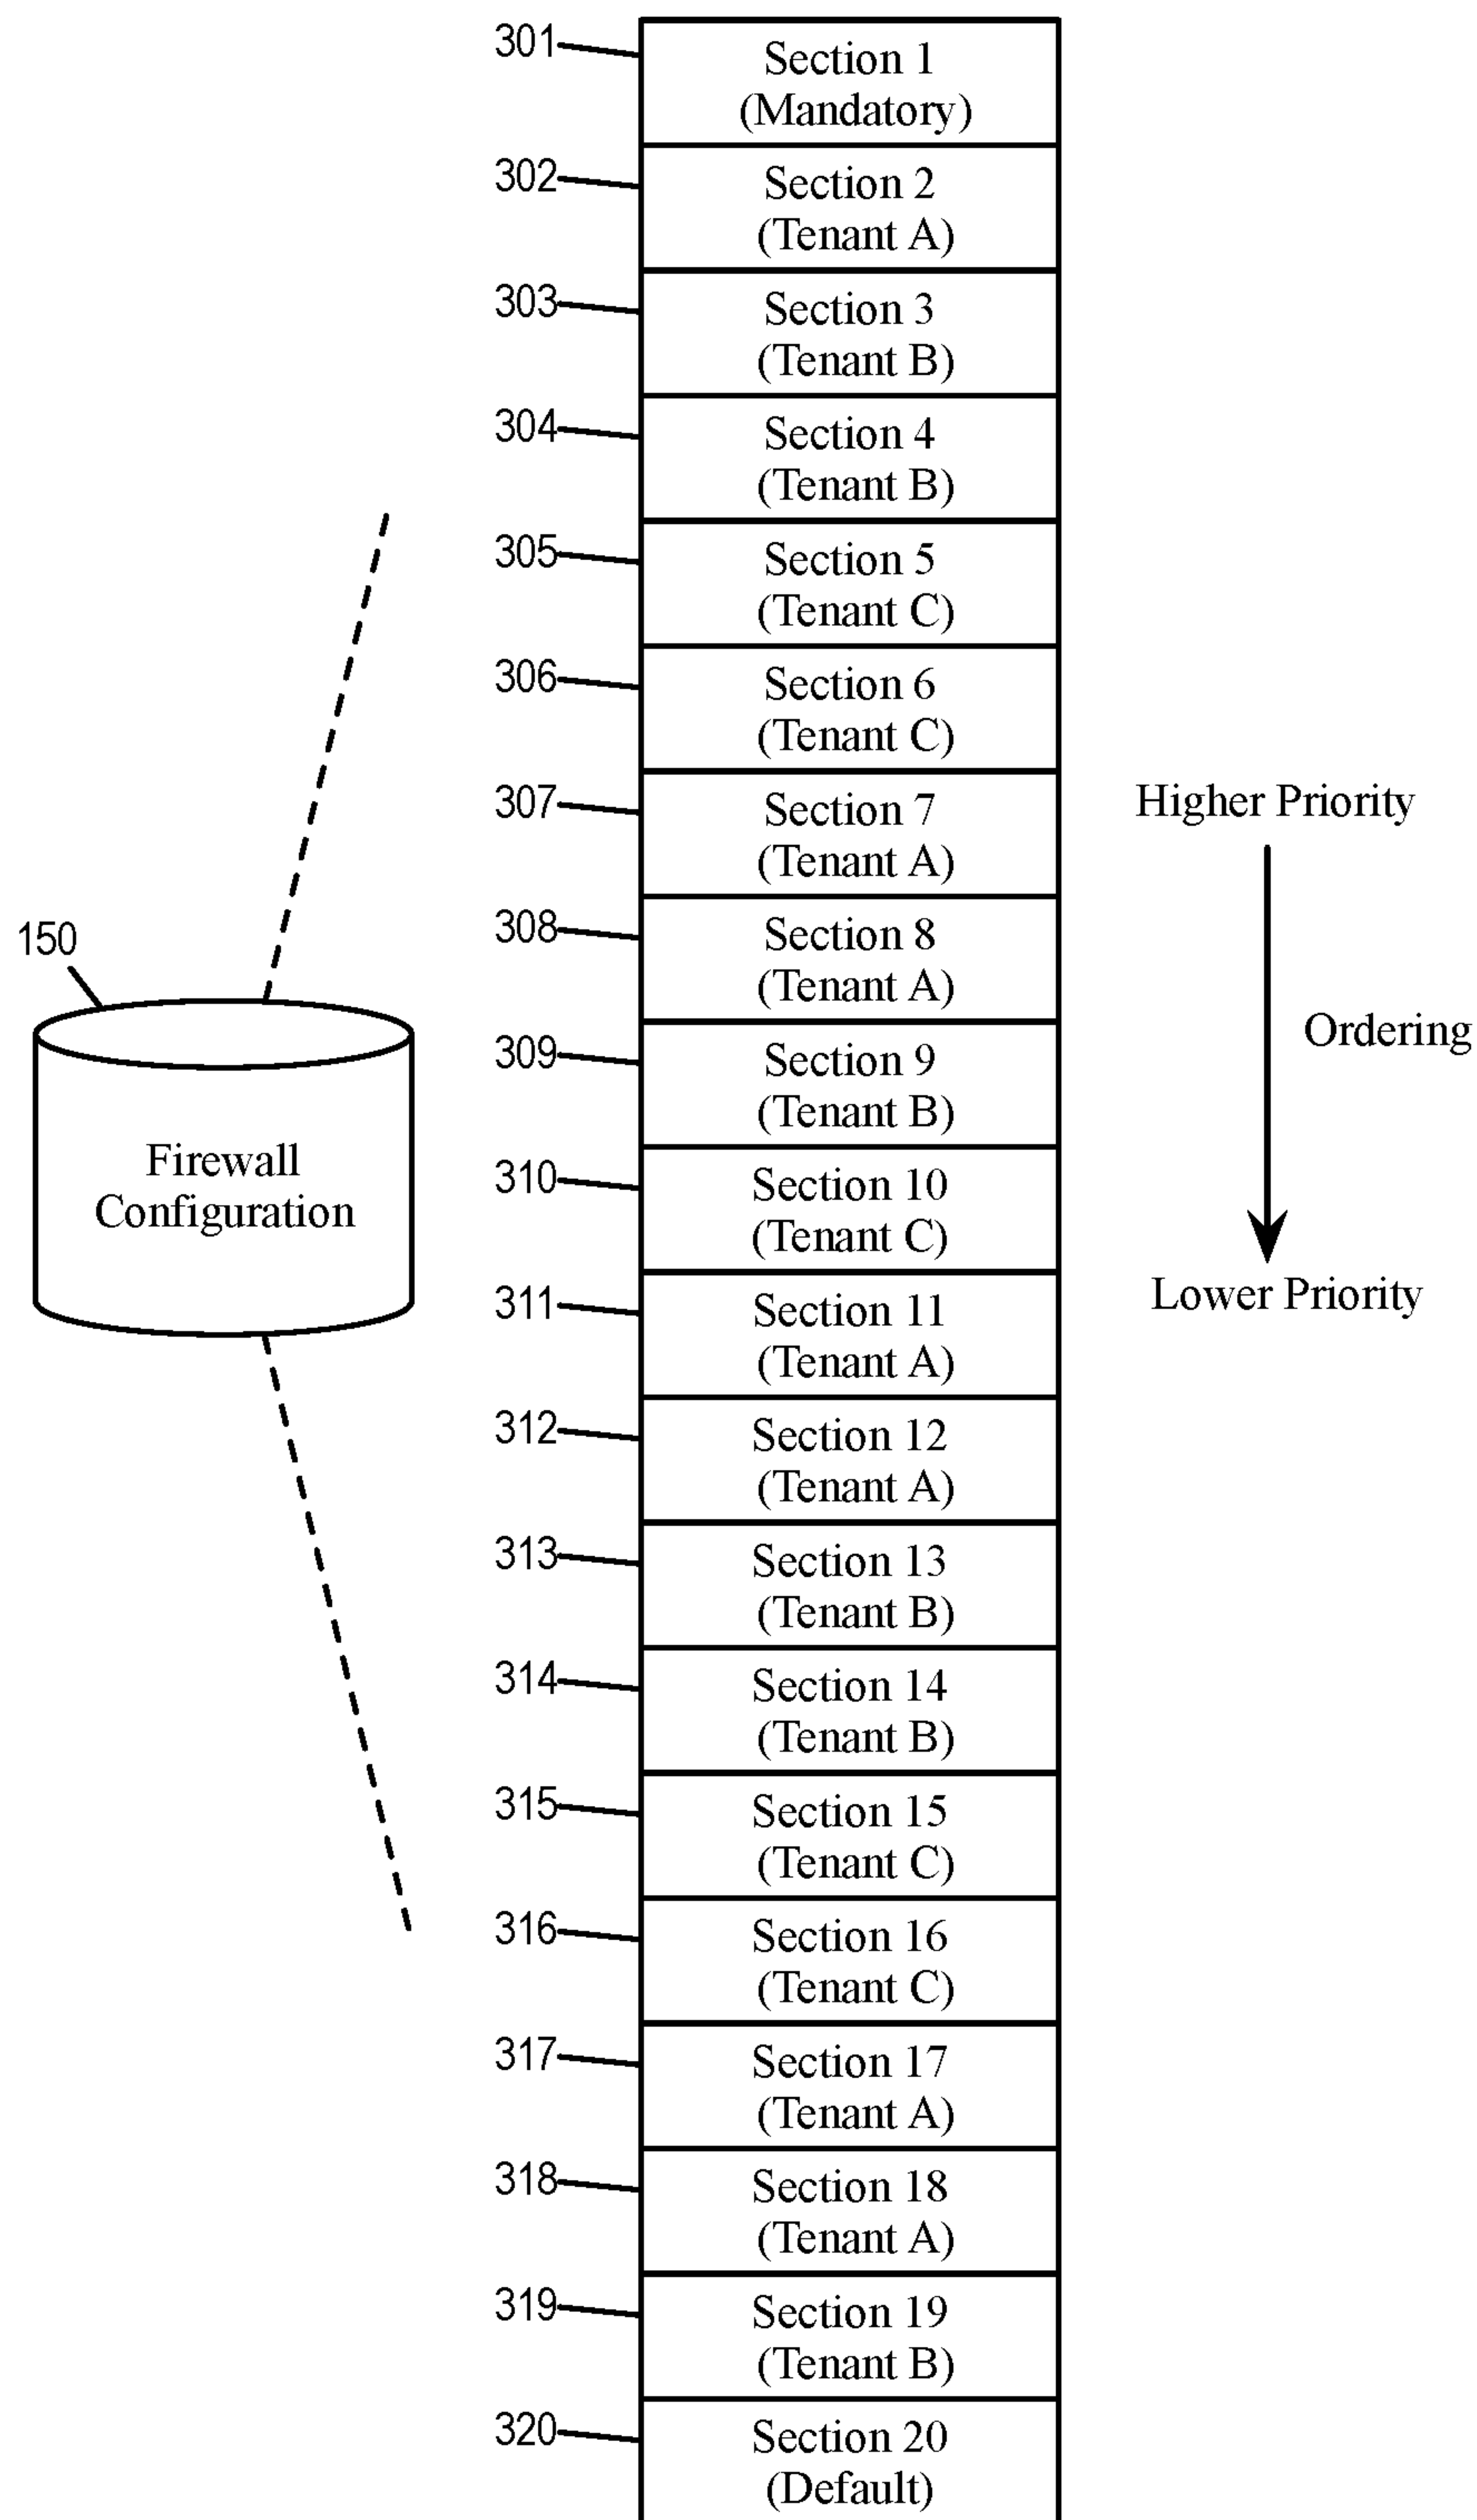 301
Section 1
(Mandatory)
302
Section 2
(Tenant A)
303
Section 3
(Tenant B)
304
Section 4
(Tenant B)
305
Section 5
(Tenant C)
306
Section 6
(Tenant C)
307
Section 7
(Tenant A)
308
Section 8
(Tenant A)
309
Section 9
(Tenant B)
310
Section 10
(Tenant C)
311
Section 11
(Tenant A)
312
Section 12
(Tenant A)
313
Section 13
(Tenant B)
314
Section 14
(Tenant B)
315
Section 15
(Tenant C)
316
Section 16
(Tenant C)
317
Section 17
(Tenant A)
318
Section 18
(Tenant A)
319
Section 19
(Tenant B)
320
Section 20
(Default)
150
Firewall
Configuration
Higher Priority
Ordering
Lower Priority